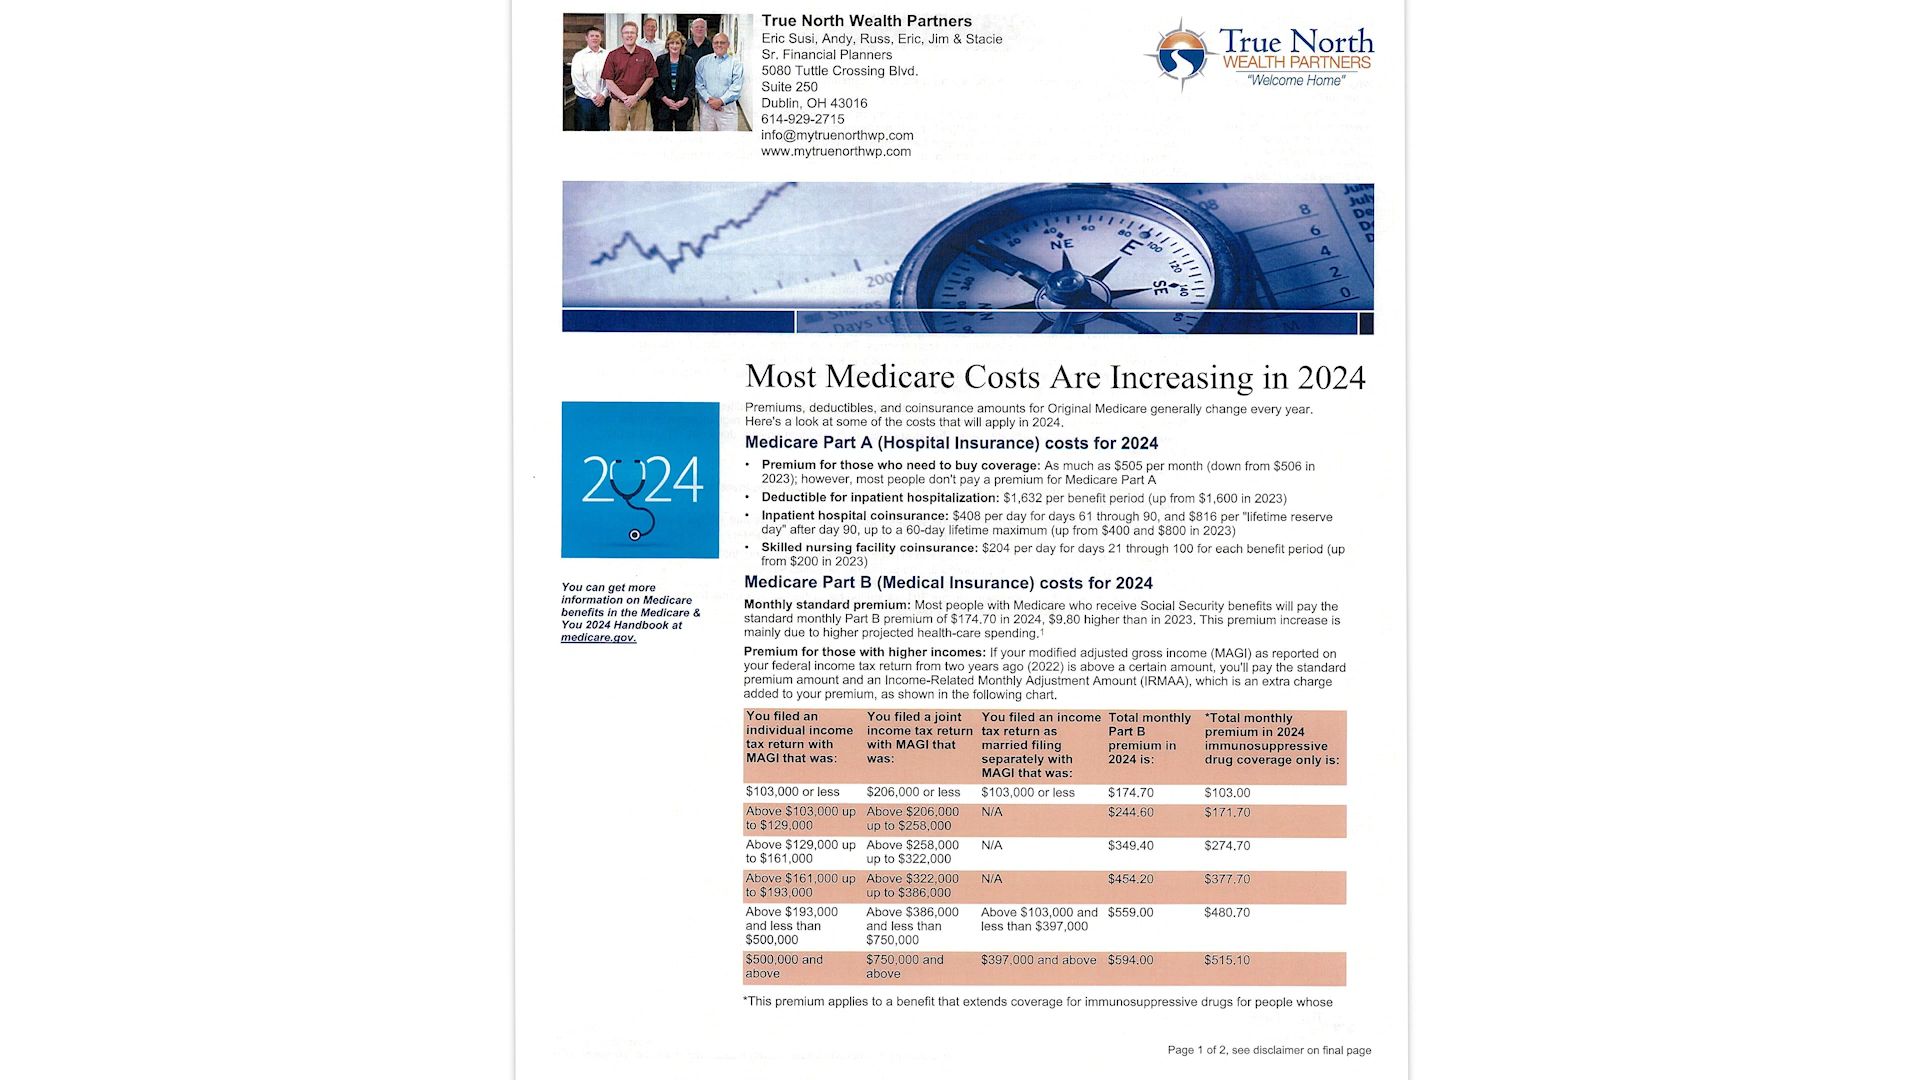 True North Wealth Partners
Eric Susi, Andy, Russ, Eric, Jim & Stacie
Sr. Financial Planners
5080 Tuttle Crossing Blvd.
Suite 250
Dublin, OH 43016
614-929-2715
info@mytruenorthwp.com
www.mytruenorthwp.com
True North
WEALTH PARTNERS
"Welcome Home"
NE
E
SE
20
40
60
80
100
120
140
200
08
8
6
4
2
0
Shares
Days to
M
Most Medicare Costs Are Increasing in 2024
2024
You can get more
information on Medicare
benefits in the Medicare &
You 2024 Handbook at
medicare.gov.
Premiums, deductibles, and coinsurance amounts for Original Medicare generally change every year.
Here's a look at some of the costs that will apply in 2024.
Medicare Part A (Hospital Insurance) costs for 2024
• Premium for those who need to buy coverage: As much as $505 per month (down from $506 in
2023); however, most people don't pay a premium for Medicare Part A
• Deductible for inpatient hospitalization: $1,632 per benefit period (up from $1,600 in 2023)
• Inpatient hospital coinsurance: $408 per day for days 61 through 90, and $816 per "lifetime reserve
day" after day 90, up to a 60-day lifetime maximum (up from $400 and $800 in 2023)
• Skilled nursing facility coinsurance: $204 per day for days 21 through 100 for each benefit period (up
from $200 in 2023)
Medicare Part B (Medical Insurance) costs for 2024
Monthly standard premium: Most people with Medicare who receive Social Security benefits will pay the
standard monthly Part B premium of $174.70 in 2024, $9.80 higher than in 2023. This premium increase is
mainly due to higher projected health-care spending.¹
Premium for those with higher incomes: If your modified adjusted gross income (MAGI) as reported on
your federal income tax return from two years ago (2022) is above a certain amount, you'll pay the standard
premium amount and an Income-Related Monthly Adjustment Amount (IRMAA), which is an extra charge
added to your premium, as shown in the following chart.
You filed an individual income tax return with MAGI that was: You filed a joint income tax return with MAGI that was: You filed an income tax return as married filing separately with MAGI that was: Total monthly Part B premium in 2024 is: *Total monthly premium in 2024 immunosuppressive drug coverage only is:
$103,000 or less $206,000 or less $103,000 or less $174.70 $103.00
Above $103,000 up to $129,000 Above $206,000 up to $258,000 N/A $244.60 $171.70
Above $129,000 up to $161,000 Above $258,000 up to $322,000 N/A $349.40 $274.70
Above $161,000 up to $193,000 Above $322,000 up to $386,000 N/A $454.20 $377.70
Above $193,000 and less than $500,000 Above $386,000 and less than $750,000 Above $103,000 and less than $397,000 $559.00 $480.70
$500,000 and above $750,000 and above $397,000 and above $594.00 $515.10
*This premium applies to a benefit that extends coverage for immunosuppressive drugs for people whose
Page 1 of 2, see disclaimer on final page